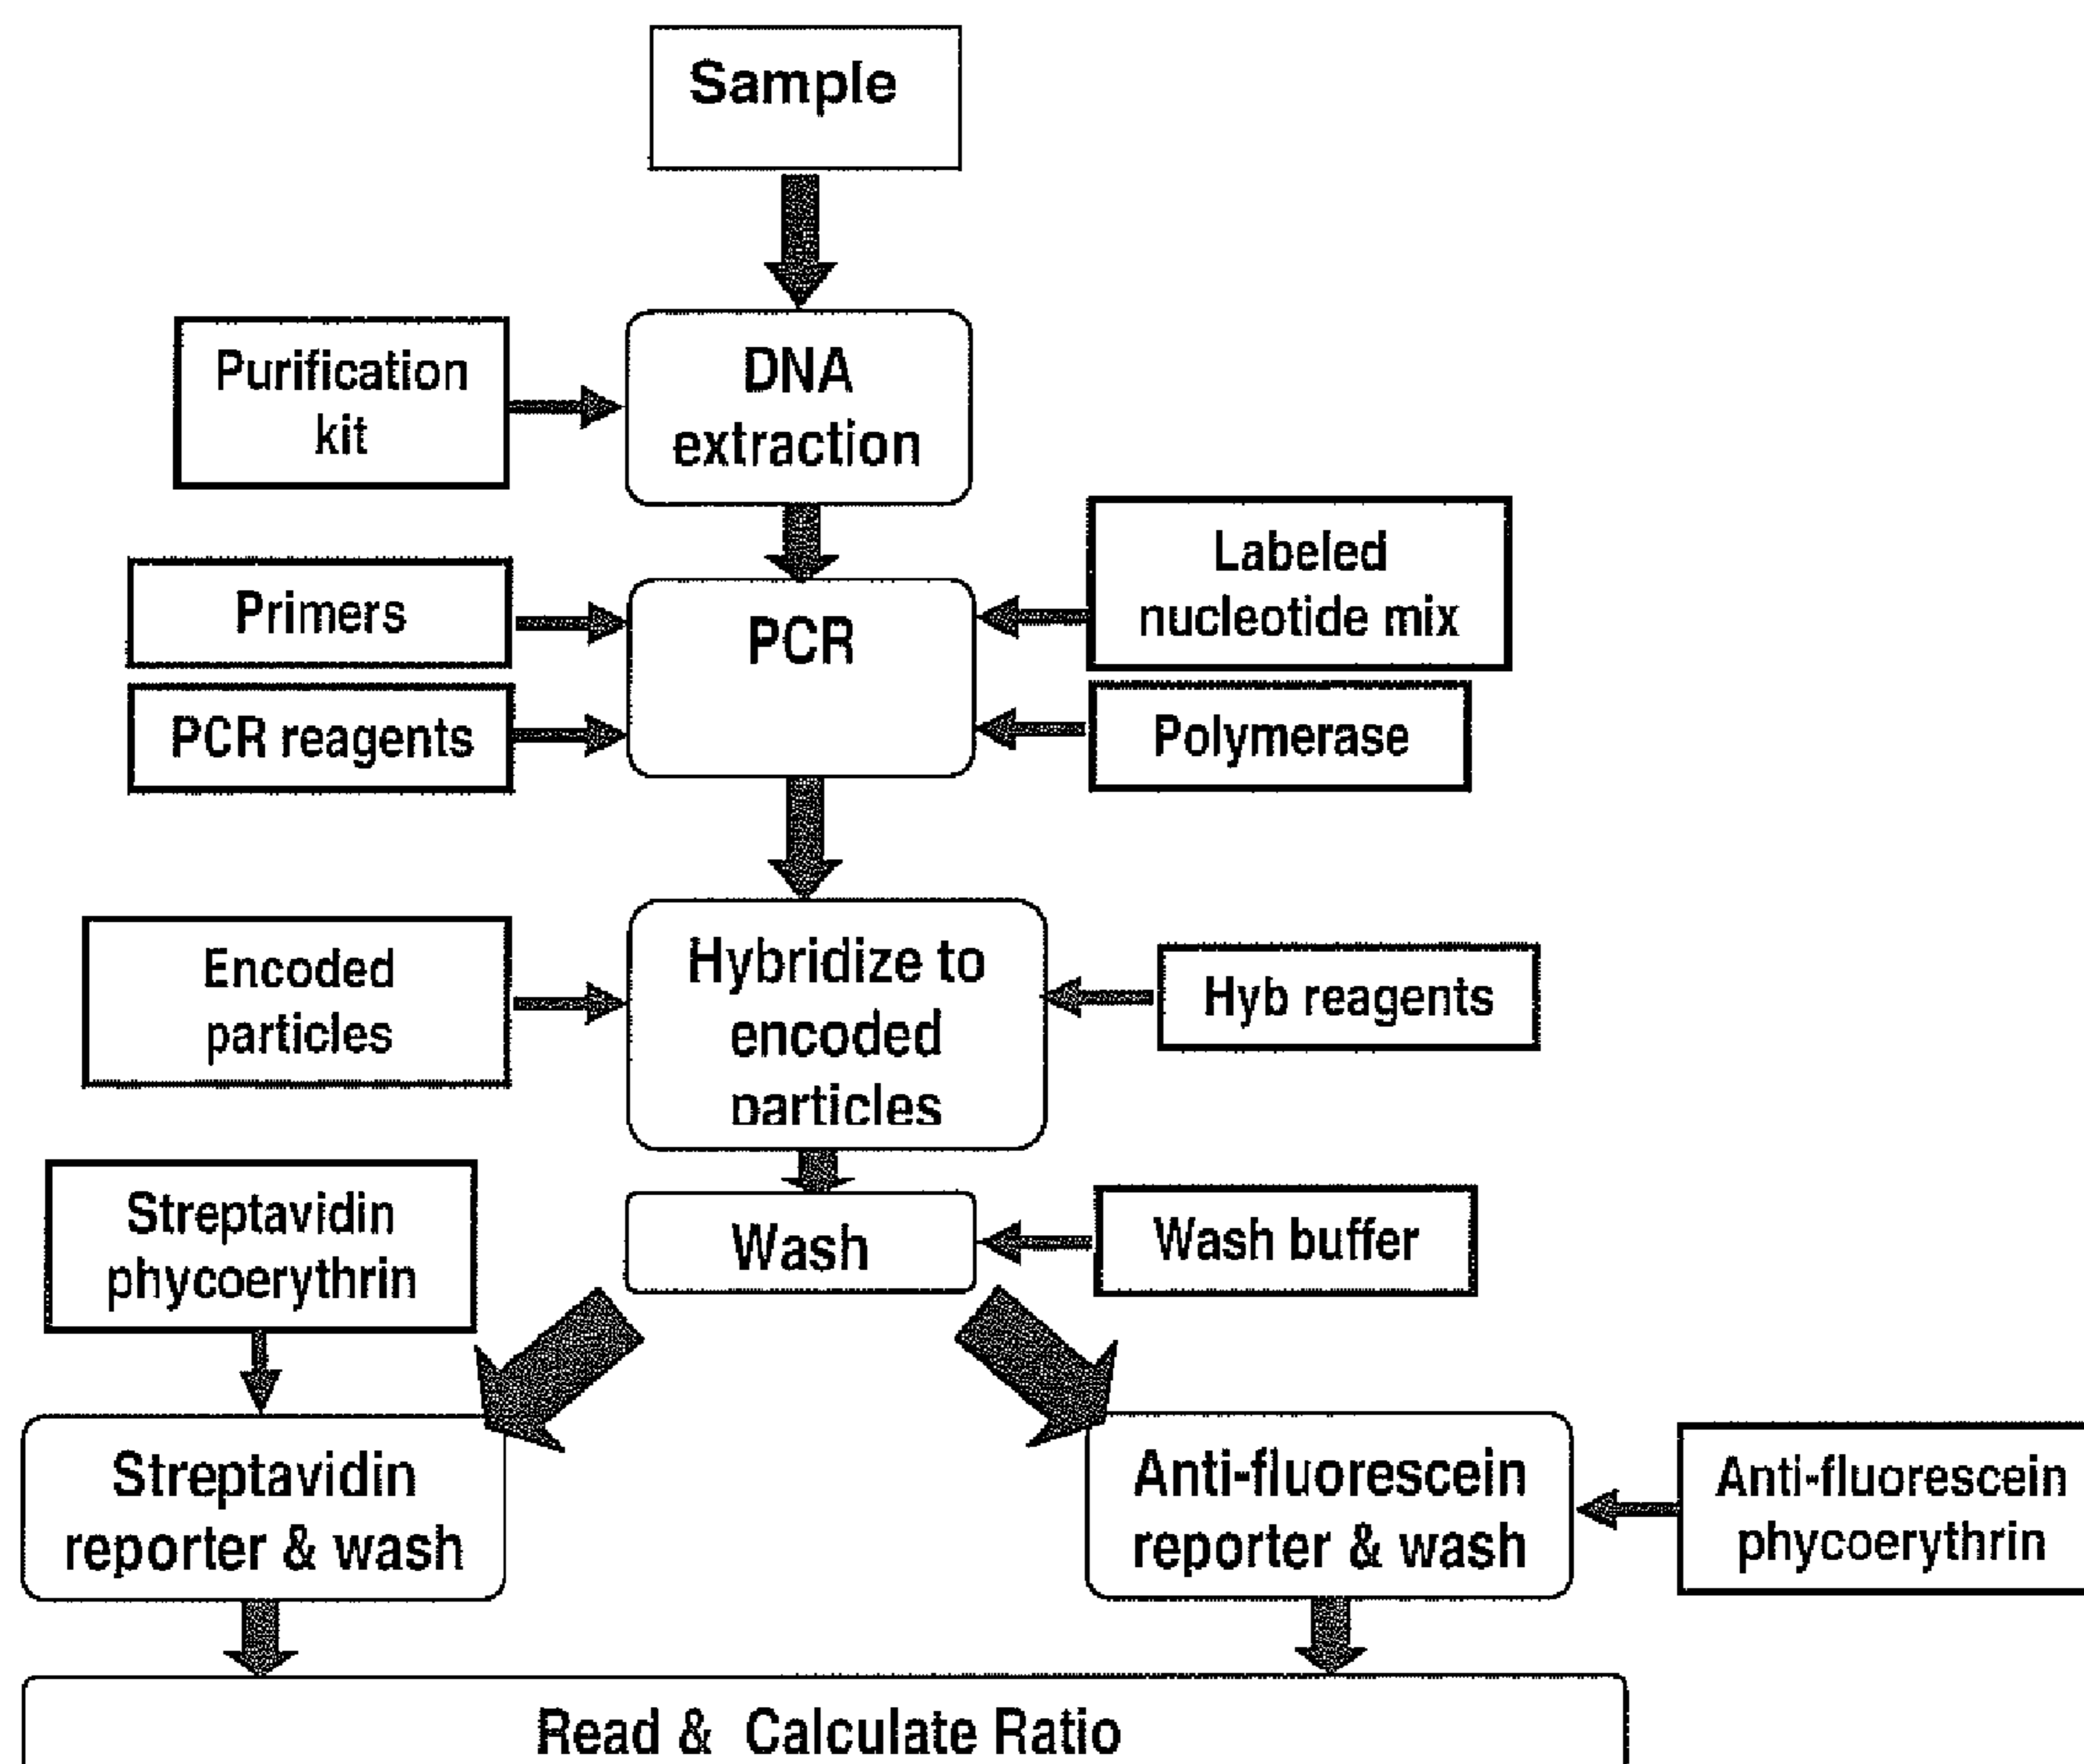 Sample
Purification
kit
DNA
extraction
Primers
PCR reagents
PCR
Labeled
nucleotide mix
Polymerase
Encoded
particles
Hybridize to
encoded
particles
Hyb reagents
Streptavidin
phycoerythrin
Wash
Wash buffer
Streptavidin
reporter & wash
Anti-fluorescein
reporter & wash
Anti-fluorescein
phycoerythrin
Read & Calculate Ratio